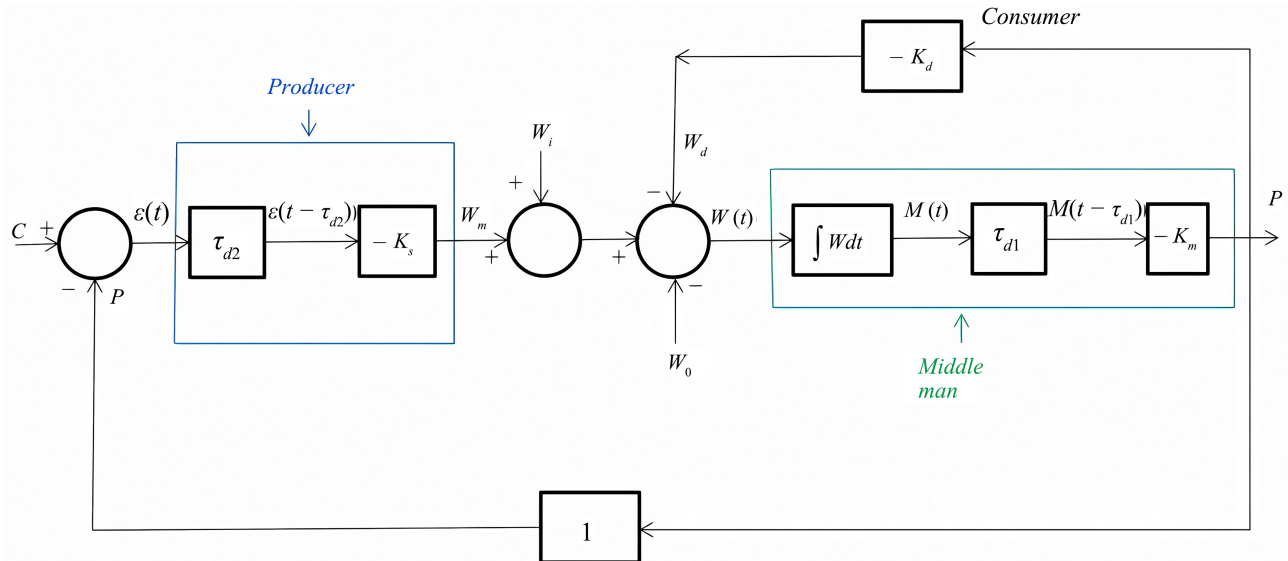 Consumer
− K_d
Producer
W_i
W_d
+
−
C
+
ε(t)
ε(t − τ_d2)
W_m
W (t)
M (t)
M(t − τ_d1)
P
τ_d2
− K_s
+
+
∫ Wdt
τ_d1
− K_m
−
P
−
W_0
Middle
man
1